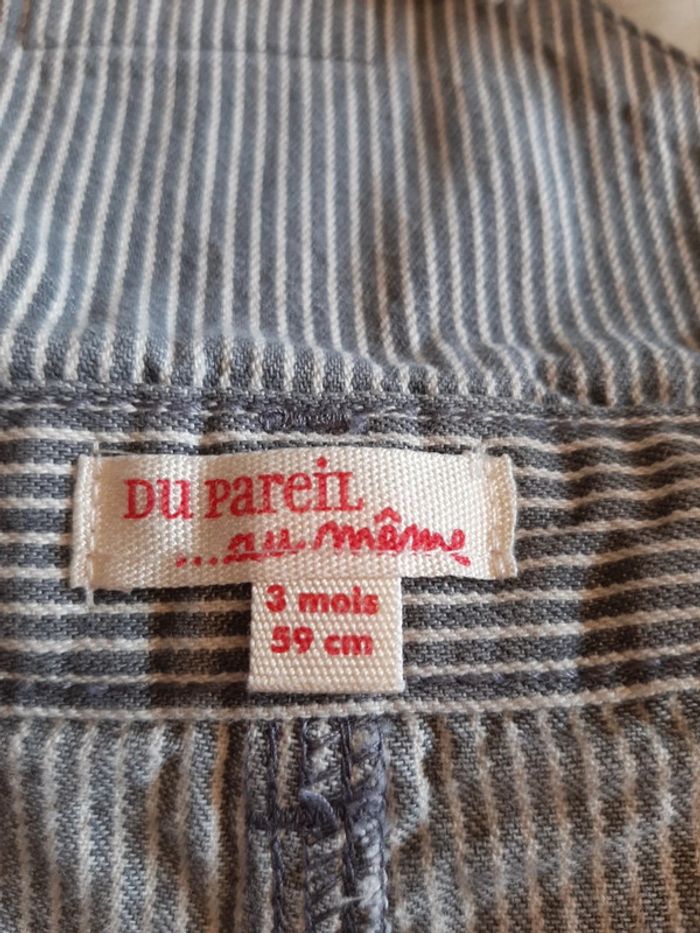 DU PAREIL
...au même
3 mois
59 cm